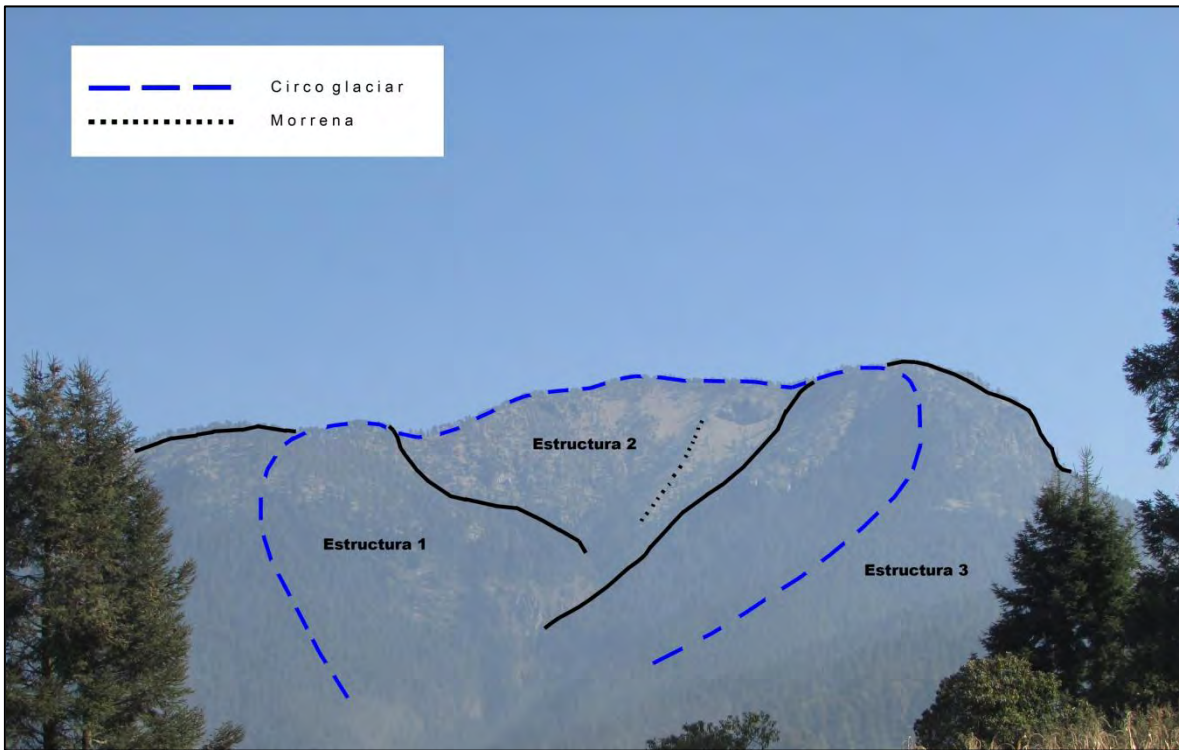 Circo glaciar
Morrena
Estructura 2
Estructura 1
Estructura 3